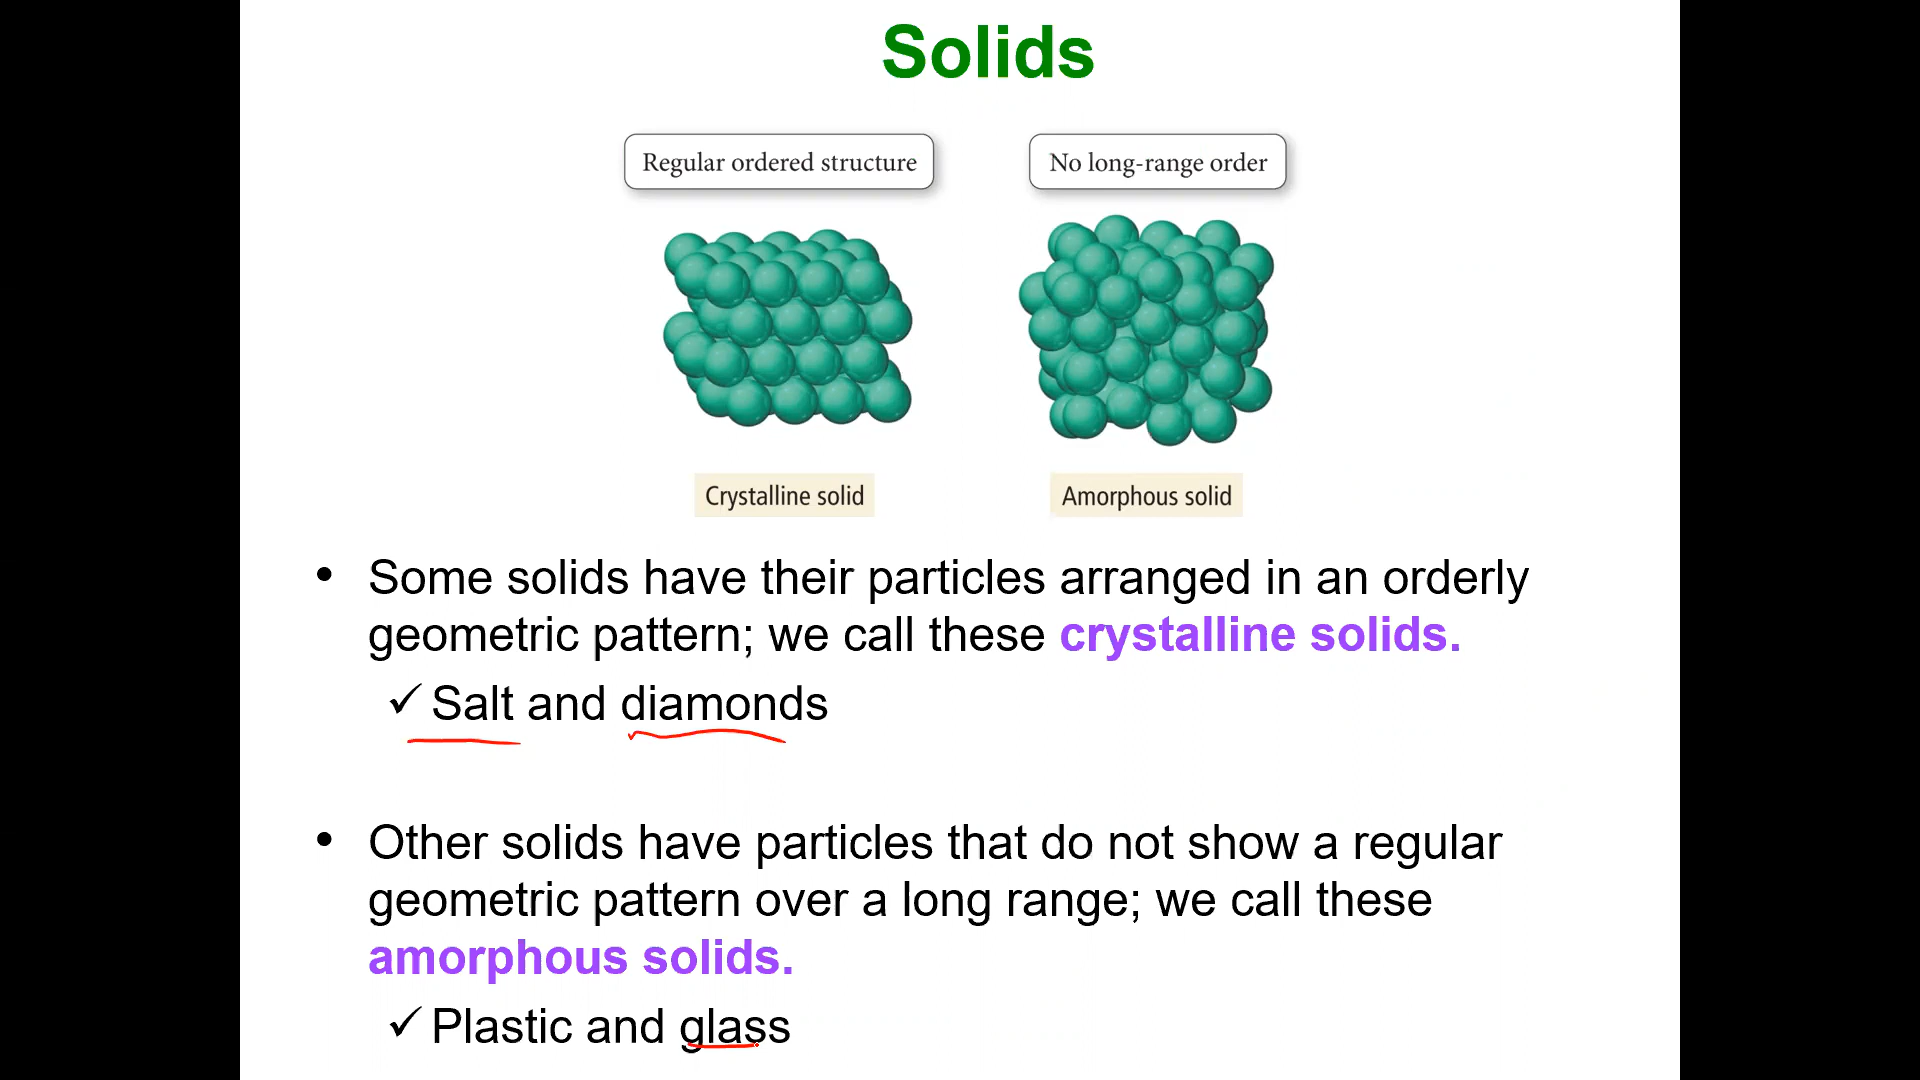 Solids
Regular ordered structure
No long-range order
Crystalline solid
Amorphous solid
• Some solids have their particles arranged in an orderly
geometric pattern; we call these crystalline solids.
✓ Salt and diamonds
• Other solids have particles that do not show a regular
geometric pattern over a long range; we call these
amorphous solids.
✓ Plastic and glass